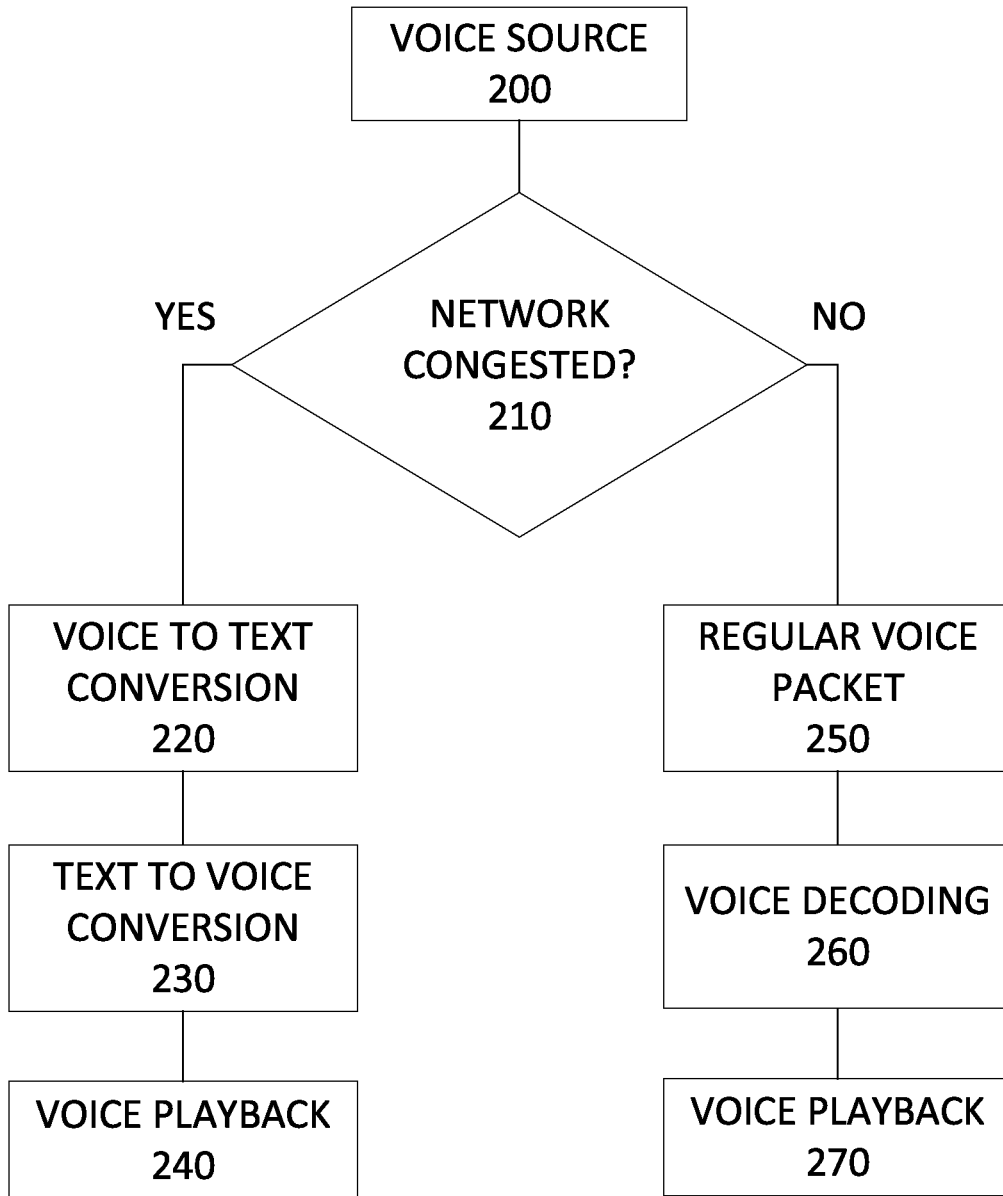 VOICE SOURCE
200
YES
NETWORK
CONGESTED?
210
NO
VOICE TO TEXT
CONVERSION
220
REGULAR VOICE
PACKET
250
TEXT TO VOICE
CONVERSION
230
VOICE DECODING
260
VOICE PLAYBACK
240
VOICE PLAYBACK
270